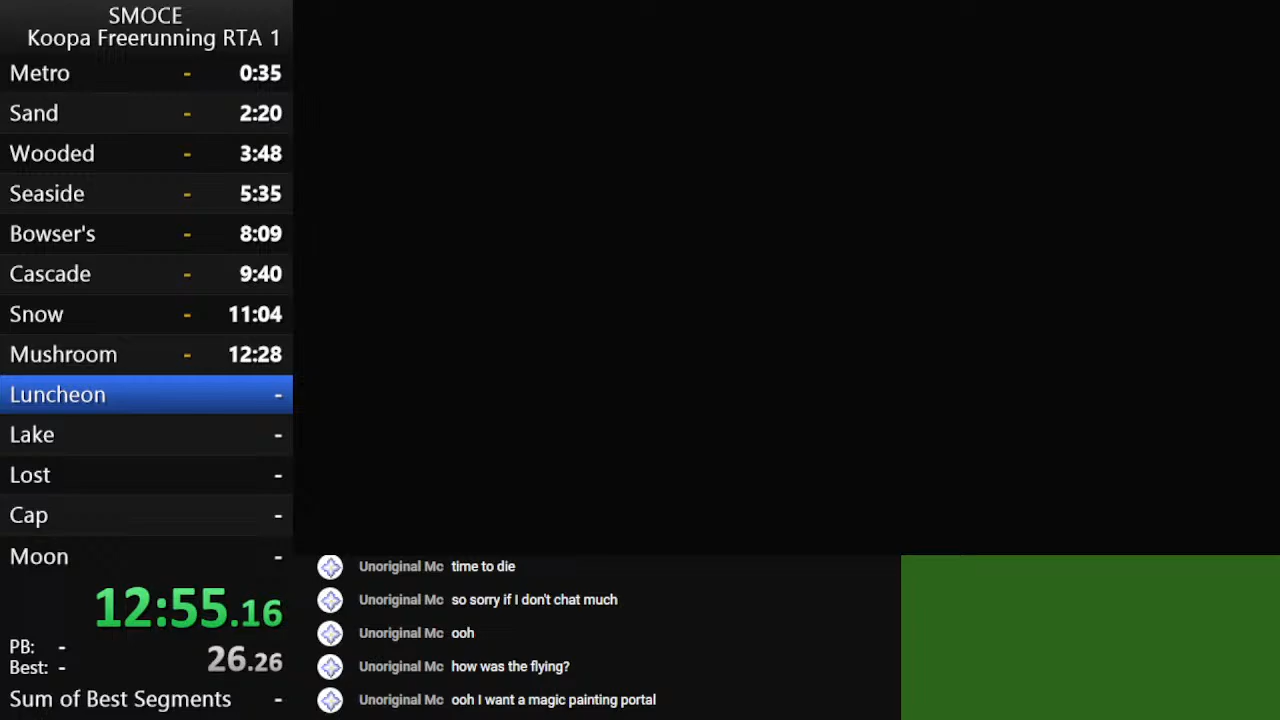 SMOCE
Koopa Freerunning RTA 1
Metro - 0:35
Sand - 2:20
Wooded - 3:48
Seaside - 5:35
Bowser's - 8:09
Cascade - 9:40
Snow - 11:04
Mushroom - 12:28
Luncheon -
Lake -
Lost -
Cap -
Moon -
12:55.16
PB: -
Best: - 26.26
Sum of Best Segments -
Unoriginal Mc time to die
Unoriginal Mc so sorry if I don't chat much
Unoriginal Mc ooh
Unoriginal Mc how was the flying?
Unoriginal Mc ooh I want a magic painting portal